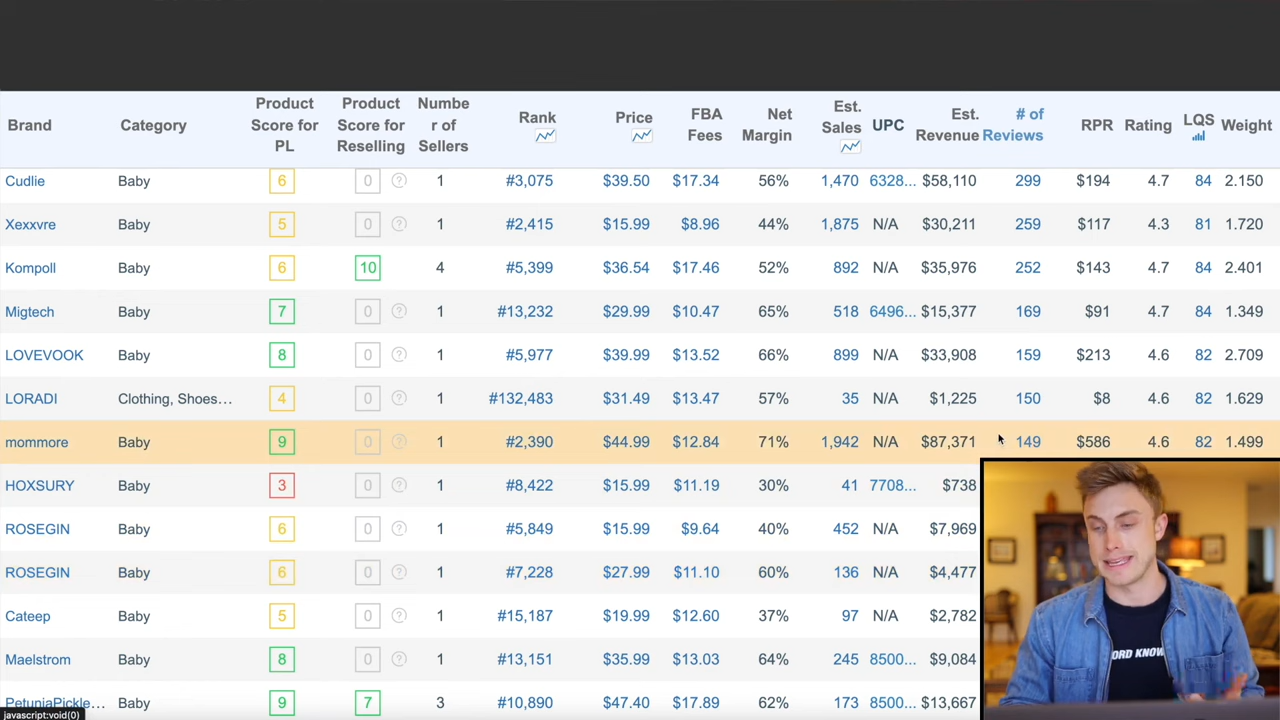 Brand Category Product Score for PL Product Score for Reselling Numbe r of Sellers Rank Price FBA Fees Net Margin Est. Sales UPC Est. Revenue # of Reviews RPR Rating LQS Weight
Cudlie Baby 6 0 ? 1 #3,075 $39.50 $17.34 56% 1,470 6328... $58,110 299 $194 4.7 84 2.150
Xexxvre Baby 5 0 ? 1 #2,415 $15.99 $8.96 44% 1,875 N/A $30,211 259 $117 4.3 81 1.720
Kompoll Baby 6 10 4 #5,399 $36.54 $17.46 52% 892 N/A $35,976 252 $143 4.7 84 2.401
Migtech Baby 7 0 ? 1 #13,232 $29.99 $10.47 65% 518 6496... $15,377 169 $91 4.7 84 1.349
LOVEVOOK Baby 8 0 ? 1 #5,977 $39.99 $13.52 66% 899 N/A $33,908 159 $213 4.6 82 2.709
LORADI Clothing, Shoes... 4 0 ? 1 #132,483 $31.49 $13.47 57% 35 N/A $1,225 150 $8 4.6 82 1.629
mommore Baby 9 0 ? 1 #2,390 $44.99 $12.84 71% 1,942 N/A $87,371 149 $586 4.6 82 1.499
HOXSURY Baby 3 0 ? 1 #8,422 $15.99 $11.19 30% 41 7708... $738
ROSEGIN Baby 6 0 ? 1 #5,849 $15.99 $9.64 40% 452 N/A $7,969
ROSEGIN Baby 6 0 ? 1 #7,228 $27.99 $11.10 60% 136 N/A $4,477
Cateep Baby 5 0 ? 1 #15,187 $19.99 $12.60 37% 97 N/A $2,782
Maelstrom Baby 8 0 ? 1 #13,151 $35.99 $13.03 64% 245 8500... $9,084
PetuniaPickle... Baby 9 7 3 #10,890 $47.40 $17.89 62% 173 8500... $13,667
javascript:void(0)
ORD KNOW